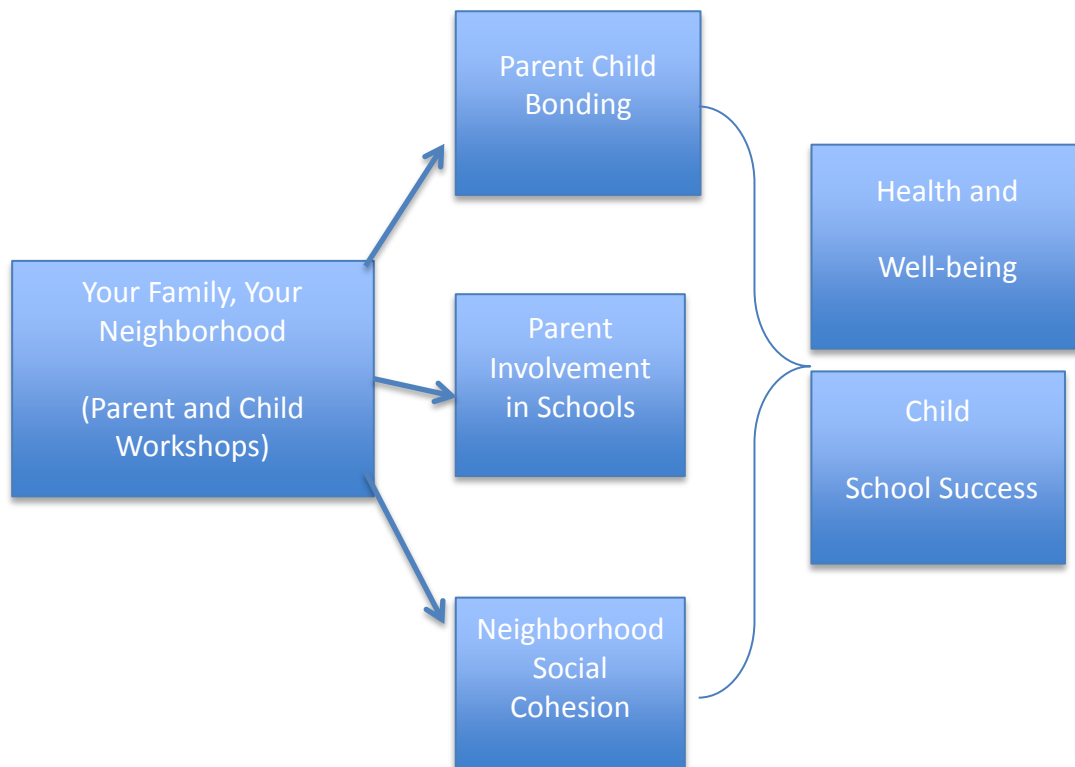 Your Family, Your
Neighborhood
(Parent and Child
Workshops)
Parent Child
Bonding
Parent
Involvement
in Schools
Neighborhood
Social
Cohesion
Health and
Well-being
Child
School Success